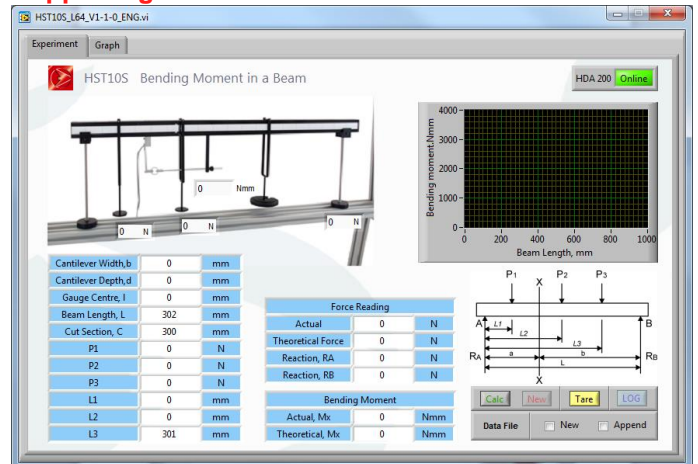 HST10S_L64_V1-1-0_ENG.vi
Experiment Graph
HST10S Bending Moment in a Beam
HDA 200 Online
0 Nmm
0 N
0 N
0 N
Bending moment,Nmm
4000
3000
2000
1000
0
0 200 400 600 800 1000
Beam Length, mm
Cantilever Width,b 0 mm
Cantilever Depth,d 0 mm
Gauge Centre, l 0 mm
Beam Length, L 302 mm
Cut Section, C 300 mm
P1 0 N
P2 0 N
P3 0 N
L1 0 mm
L2 0 mm
L3 301 mm
Force Reading
Actual 0 N
Theoretical Force 0 N
Reaction, RA 0 N
Reaction, RB 0 N
Bending Moment
Actual, Mx 0 Nmm
Theoretical, Mx 0 Nmm
P1 X P2 P3
A B
L1
L2
L3
RA a b RB
L
X
Calc New Tare LOG
Data File New Append